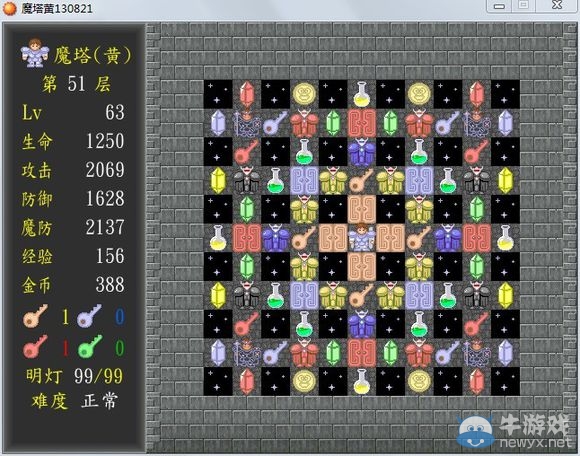 魔塔黄130821
魔塔(黄)
第 51 层
Lv 63
生命 1250
攻击 2069
防御 1628
魔防 2137
经验 156
金币 388
1 0
1 0
明灯 99/99
难度 正常
牛游戏
newyx.net